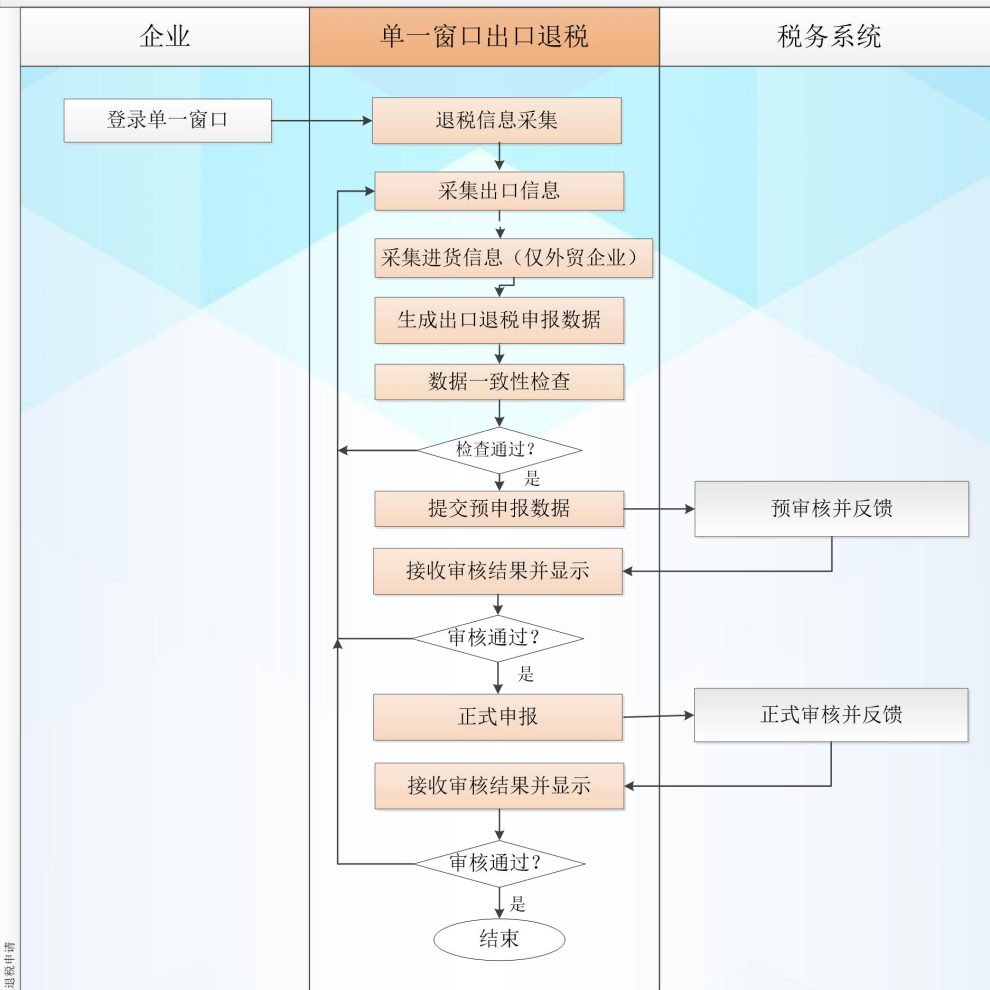 企业
单一窗口出口退税
税务系统
登录单一窗口
退税信息采集
采集出口信息
采集进货信息（仅外贸企业）
生成出口退税申报数据
数据一致性检查
检查通过？
是
提交预申报数据
预审核并反馈
接收审核结果并显示
审核通过？
是
正式申报
正式审核并反馈
接收审核结果并显示
审核通过？
是
结束
退税申请